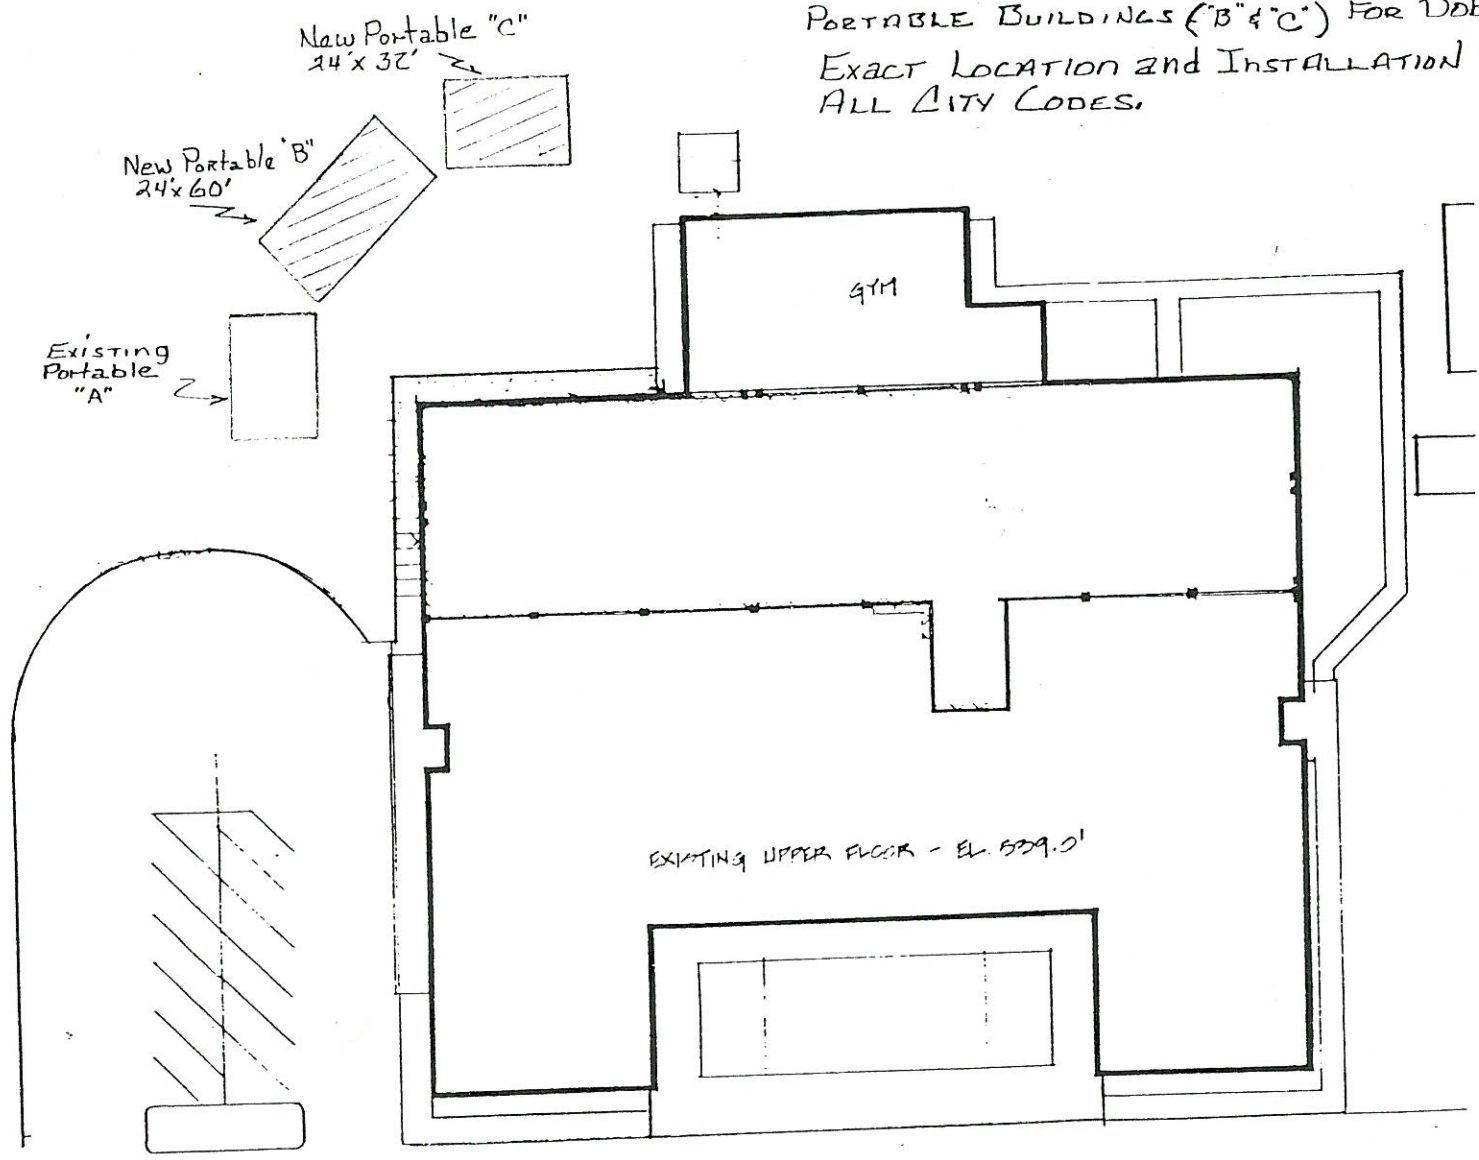 New Portable "C"
24'x 32'
PORTABLE BUILDINGS ("B" & "C") FOR
EXACT LOCATION and INSTALLATION
ALL CITY CODES.
New Portable "B"
24'x 60'
GYM
Existing
Portable
"A"
EXISTING UPPER FLOOR - EL. 539.0'